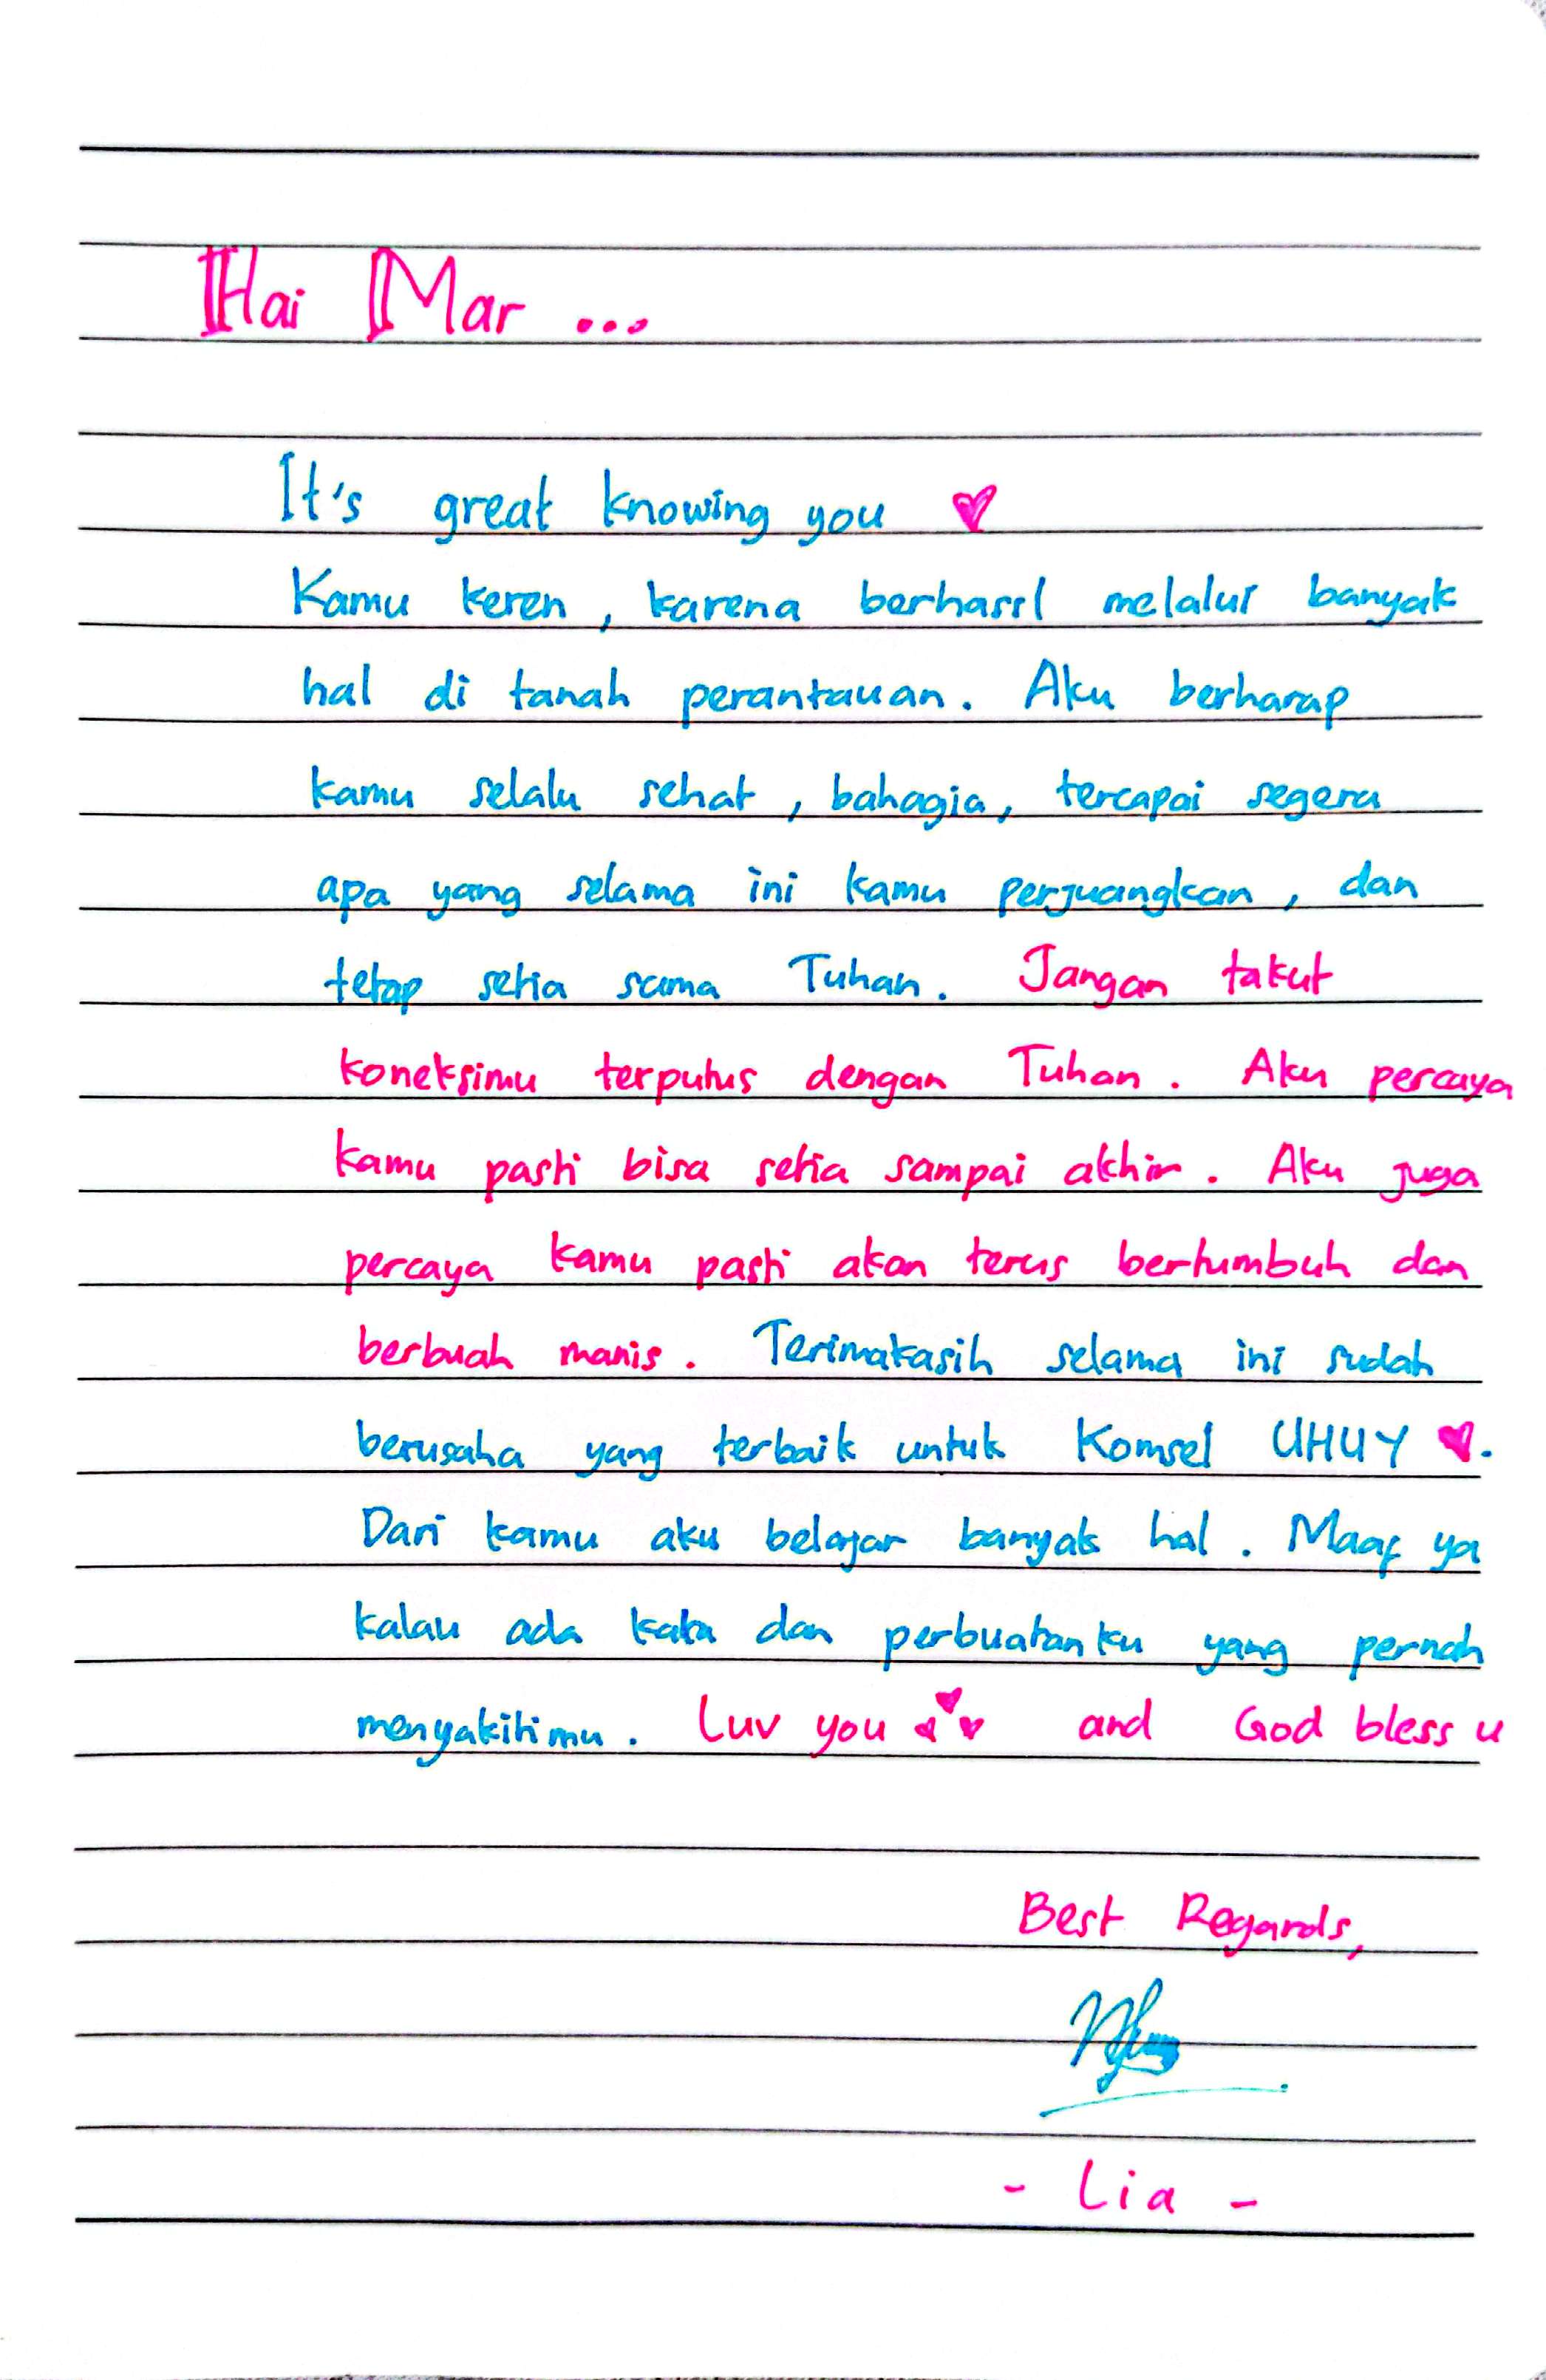 Hai Mar ...
It's great knowing you ♥
Kamu keren, karena berhasil melalui banyak
hal di tanah perantauan. Aku berharap
kamu selalu sehat, bahagia, tercapai segera
apa yang selama ini kamu perjuangkan, dan
tetap setia sama Tuhan. Jangan takut
koneksimu terputus dengan Tuhan. Aku percaya
kamu pasti bisa setia sampai akhir. Aku juga
percaya kamu pasti akan terus bertumbuh dan
berbuah manis. Terimakasih selama ini sudah
berusaha yang terbaik untuk Komsel UHUY ♥.
Dari kamu aku belajar banyak hal. Maaf ya
kalau ada kata dan perbuatanku yang pernah
menyakitimu. Luv you ♥♥♥ and God bless u
Best Regards,
- Lia -